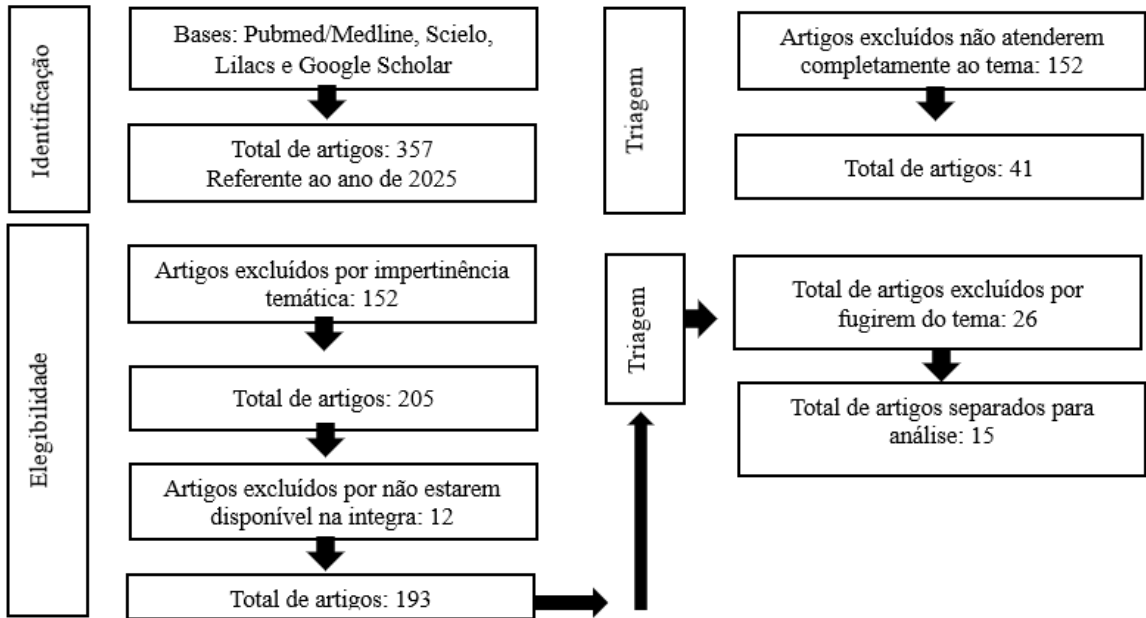 Identificação
Bases: Pubmed/Medline, Scielo,
Lilacs e Google Scholar
Total de artigos: 357
Referente ao ano de 2025
Elegibilidade
Artigos excluídos por impertinência
temática: 152
Total de artigos: 205
Artigos excluídos por não estarem
disponível na integra: 12
Total de artigos: 193
Triagem
Artigos excluídos não atenderem
completamente ao tema: 152
Total de artigos: 41
Triagem
Total de artigos excluídos por
fugirem do tema: 26
Total de artigos separados para
análise: 15